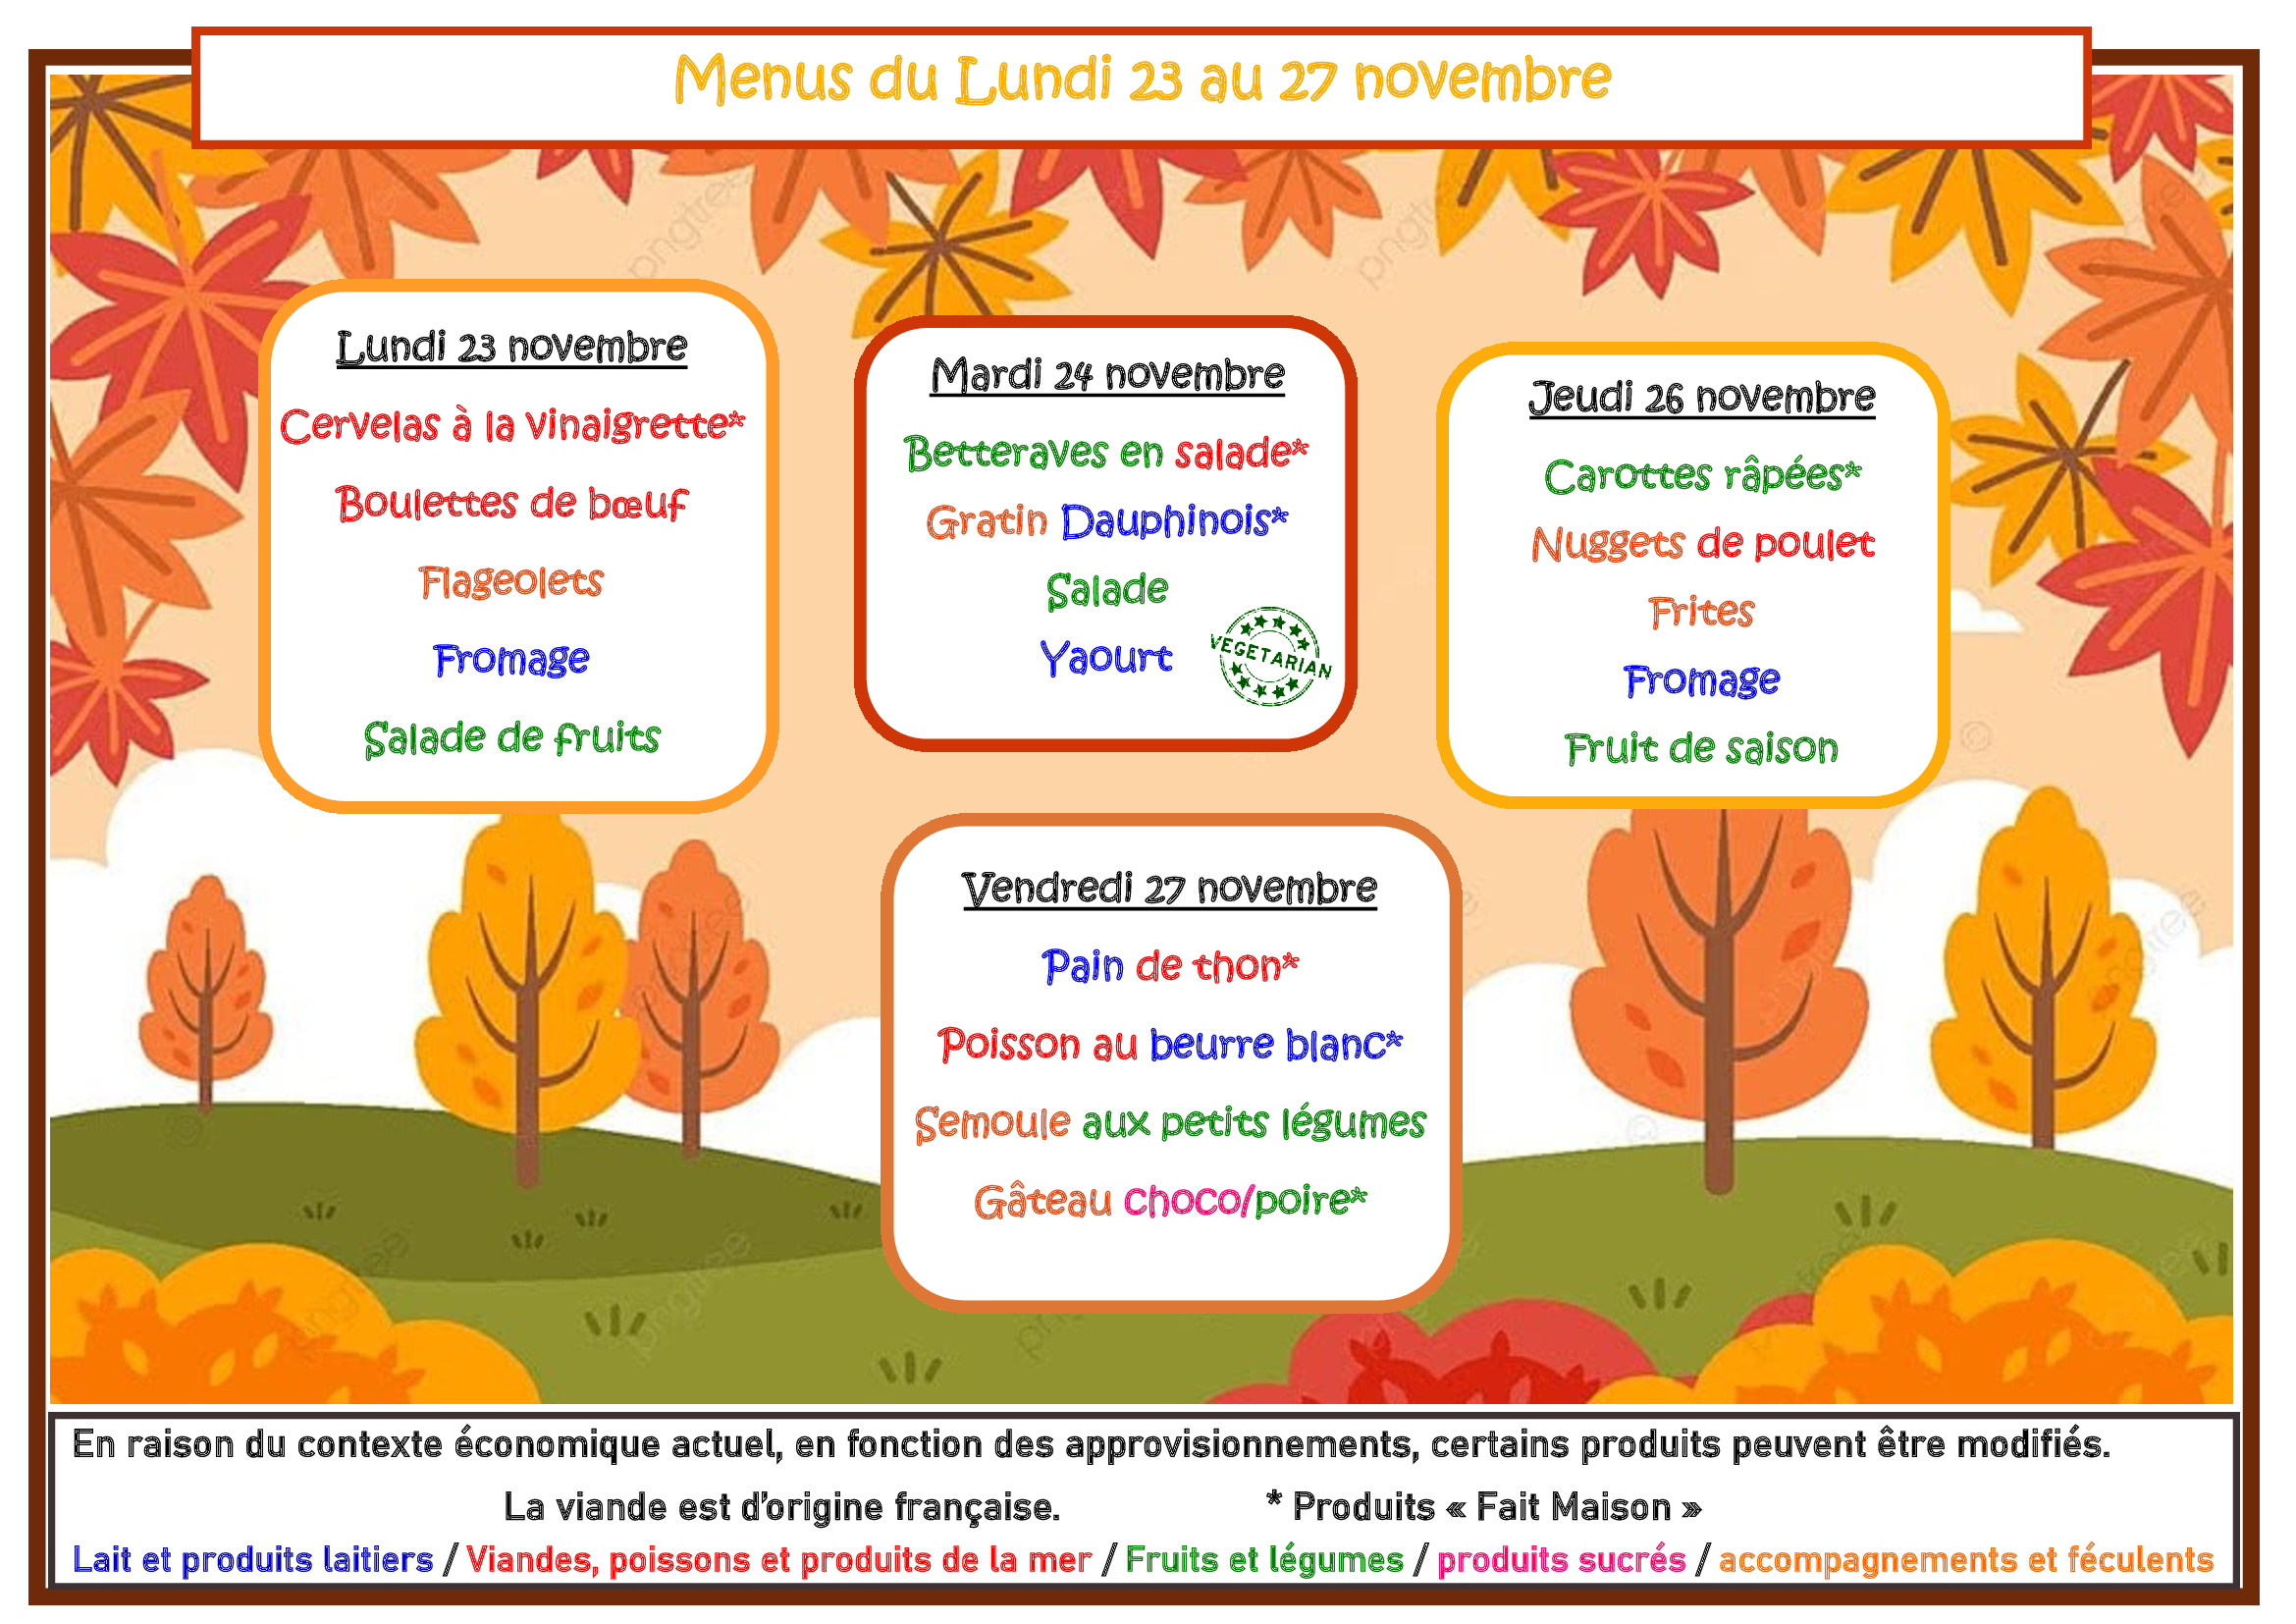 Menus du Lundi 23 au 27 novembre
Lundi 23 novembre
Cervelas à la vinaigrette*
Boulettes de bœuf
Flageolets
Fromage
Salade de fruits
Mardi 24 novembre
Betteraves en salade*
Gratin Dauphinois*
Salade
Yaourt
VEGETARIAN
Jeudi 26 novembre
Carottes râpées*
Nuggets de poulet
Frites
Fromage
Fruit de saison
Vendredi 27 novembre
Pain de thon*
Poisson au beurre blanc*
Semoule aux petits légumes
Gâteau choco/poire*
En raison du contexte économique actuel, en fonction des approvisionnements, certains produits peuvent être modifiés.
La viande est d'origine française. * Produits « Fait Maison »
Lait et produits laitiers / Viandes, poissons et produits de la mer / Fruits et légumes / produits sucrés / accompagnements et féculents
pngtree